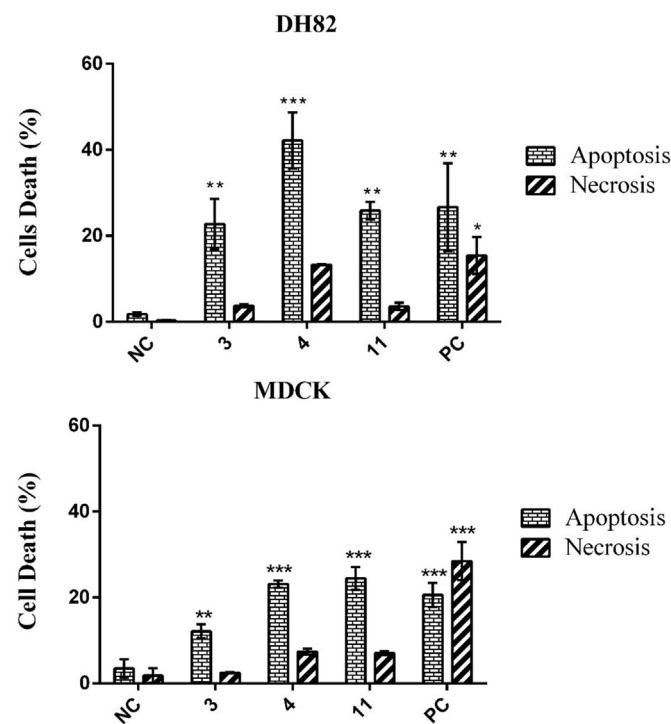 DH82
Cells Death (%)
60
40
20
0
**
***
**
**
*
NC
3
4
11
PC
Apoptosis
Necrosis
MDCK
Cell Death (%)
60
40
20
0
**
***
***
***
***
NC
3
4
11
PC
Apoptosis
Necrosis